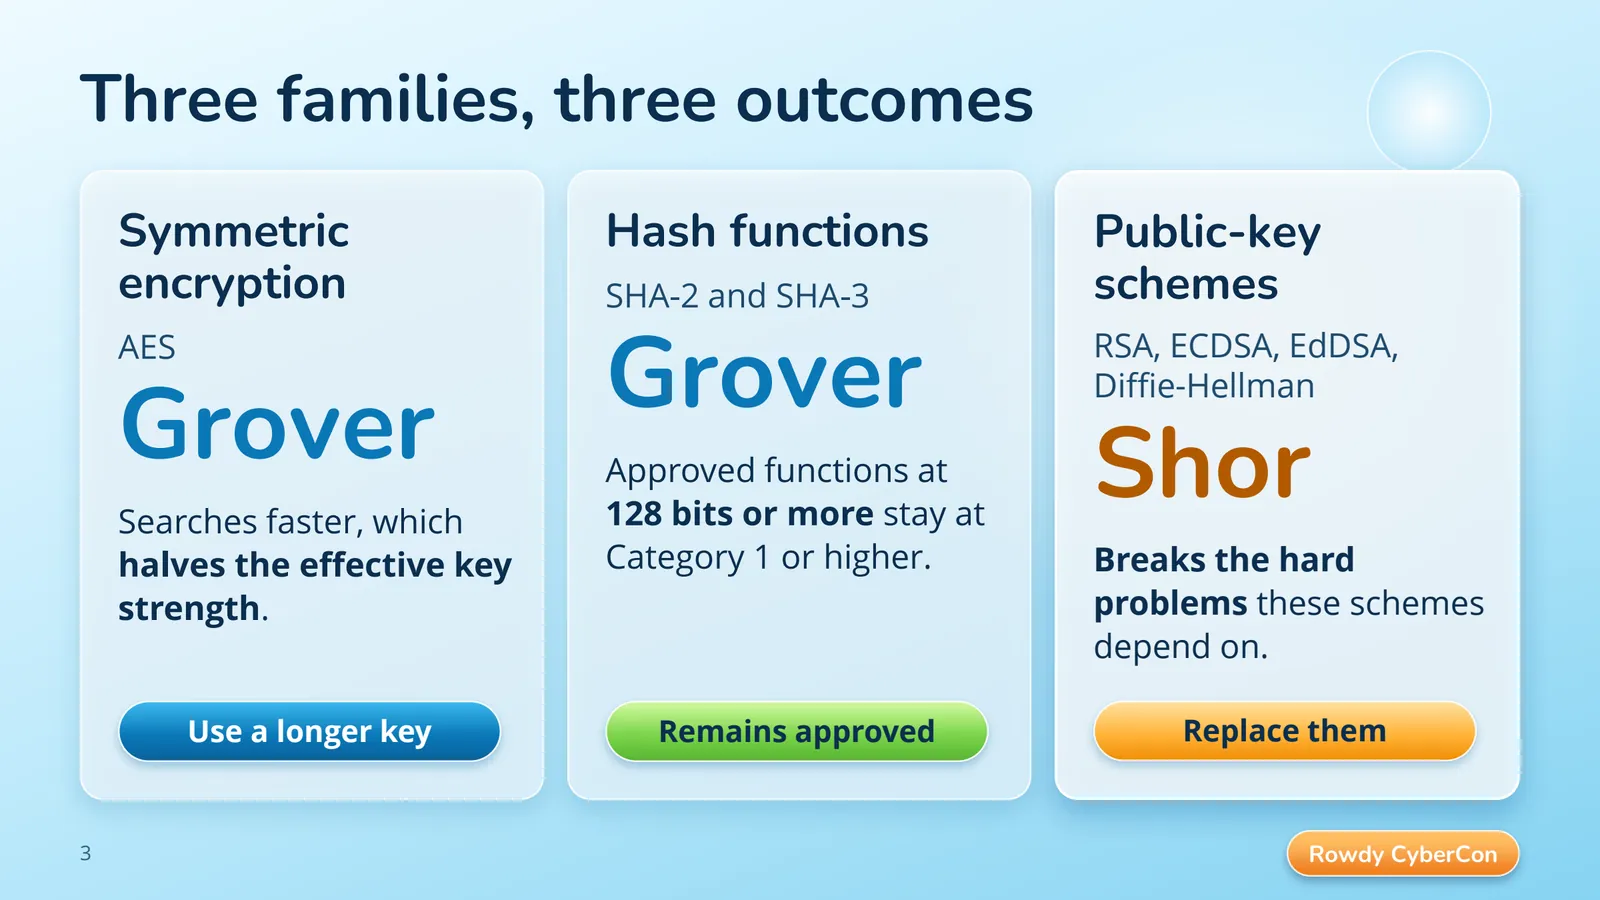 Three families, three outcomes
Symmetric
encryption
AES
Grover
Searches faster, which
halves the effective key
strength.
Use a longer key
Hash functions
SHA-2 and SHA-3
Grover
Approved functions at
128 bits or more stay at
Category 1 or higher.
Remains approved
Public-key
schemes
RSA, ECDSA, EdDSA,
Diffie-Hellman
Shor
Breaks the hard
problems these schemes
depend on.
Replace them
3
Rowdy CyberCon